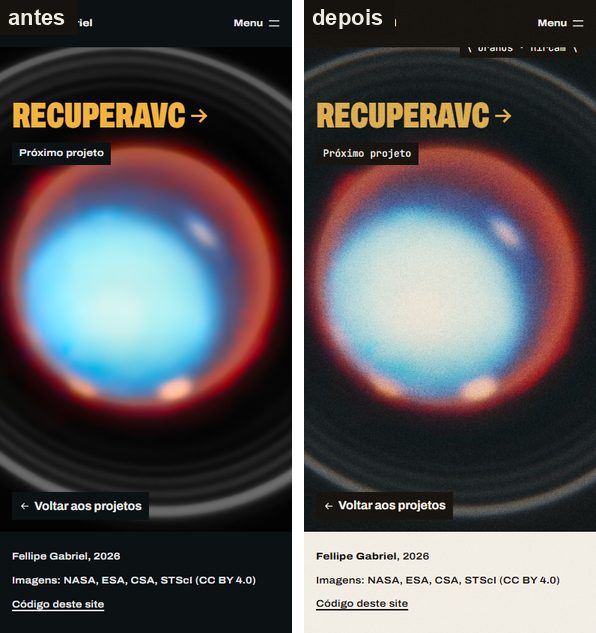 antes
Menu
RECUPERAVC →
Próximo projeto
← Voltar aos projetos
Fellipe Gabriel, 2026
Imagens: NASA, ESA, CSA, STScI (CC BY 4.0)
Código deste site
depois
Menu
RECUPERAVC →
Próximo projeto
← Voltar aos projetos
Fellipe Gabriel, 2026
Imagens: NASA, ESA, CSA, STScI (CC BY 4.0)
Código deste site